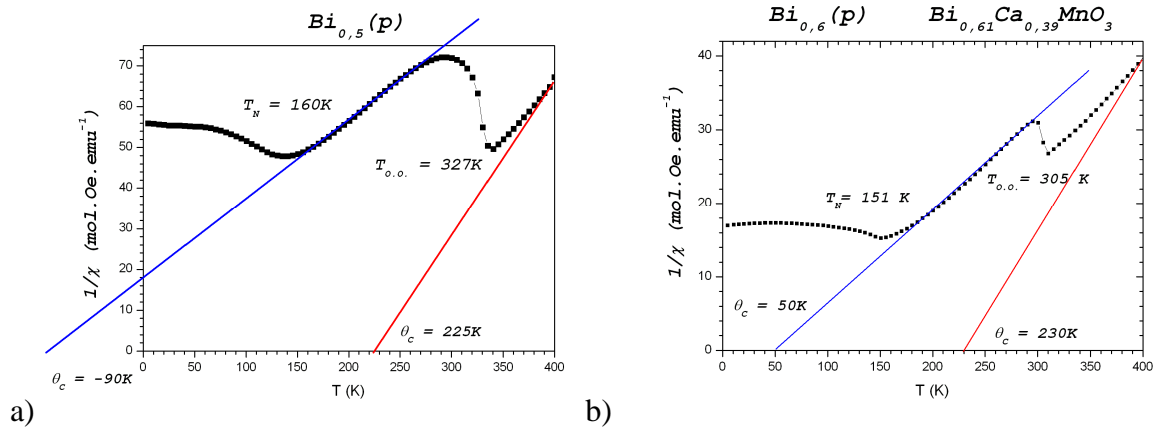 Bi0,5(p)
70
60
50
40
30
20
10
0
1/χ (mol.Oe.emu-1)
TN = 160K
To.o. = 327K
θc = 225K
θc = -90K
0 50 100 150 200 250 300 350 400
T (K)
a)
Bi0,6(p) Bi0,61Ca0,39MnO3
40
30
20
10
0
1/χ (mol.Oe.emu-1)
TN= 151 K
To.o.= 305 K
θc = 50K
θc = 230K
0 50 100 150 200 250 300 350 400
T (K)
b)